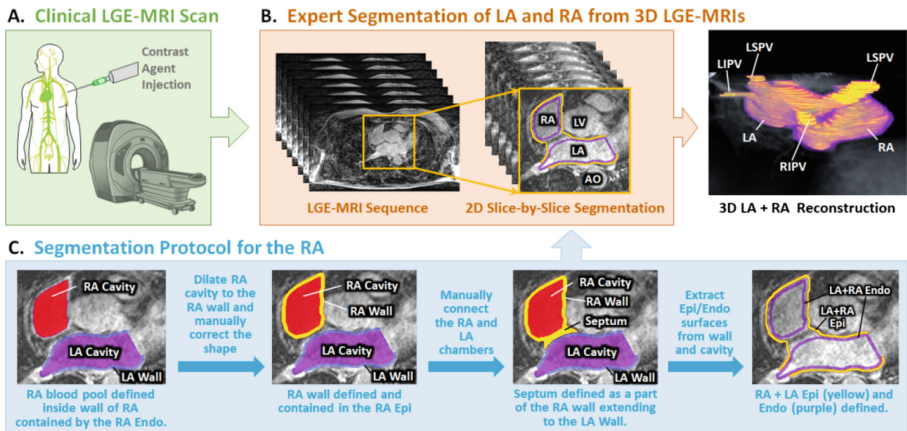 A. Clinical LGE-MRI Scan
Contrast
Agent
Injection
B. Expert Segmentation of LA and RA from 3D LGE-MRIs
RA
LV
LA
AO
LGE-MRI Sequence
2D Slice-by-Slice Segmentation
LSPV
LIPV
LSPV
LA
RIPV
RA
3D LA + RA Reconstruction
C. Segmentation Protocol for the RA
RA Cavity
LA Cavity
LA Wall
RA blood pool defined
inside wall of RA
contained by the RA Endo.
Dilate RA
cavity to the
RA wall and
manually
correct the
shape
RA Cavity
RA Wall
LA Cavity
LA Wall
RA wall defined and
contained in the RA Epi
Manually
connect
the RA and
LA
chambers
RA Cavity
RA Wall
Septum
LA Cavity
LA Wall
Septum defined as a part
of the RA wall extending
to the LA Wall.
Extract
Epi/Endo
surfaces
from wall
and cavity
LA+RA Endo
LA+RA
Epi
RA + LA Epi (yellow) and
Endo (purple) defined.